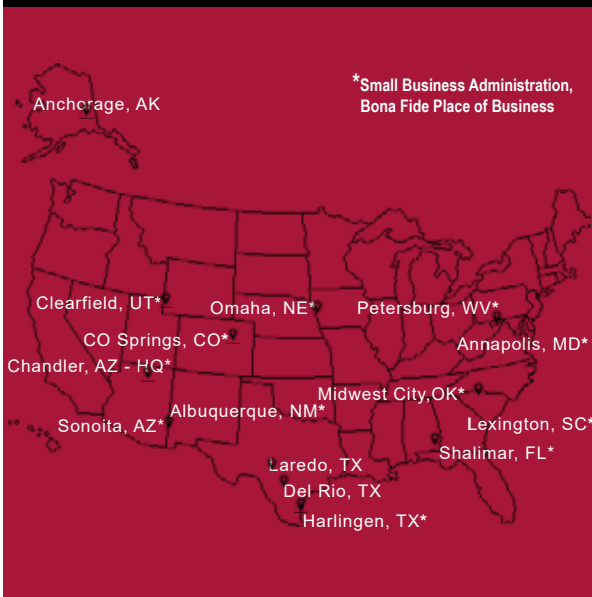 *Small Business Administration,
Bona Fide Place of Business
Anchorage, AK
Clearfield, UT*
Omaha, NE*
Petersburg, WV*
CO Springs, CO*
Annapolis, MD*
Chandler, AZ - HQ*
Midwest City,OK*
Albuquerque, NM*
Sonoita, AZ*
Lexington, SC*
Shalimar, FL*
Laredo, TX
Del Rio, TX
Harlingen, TX*